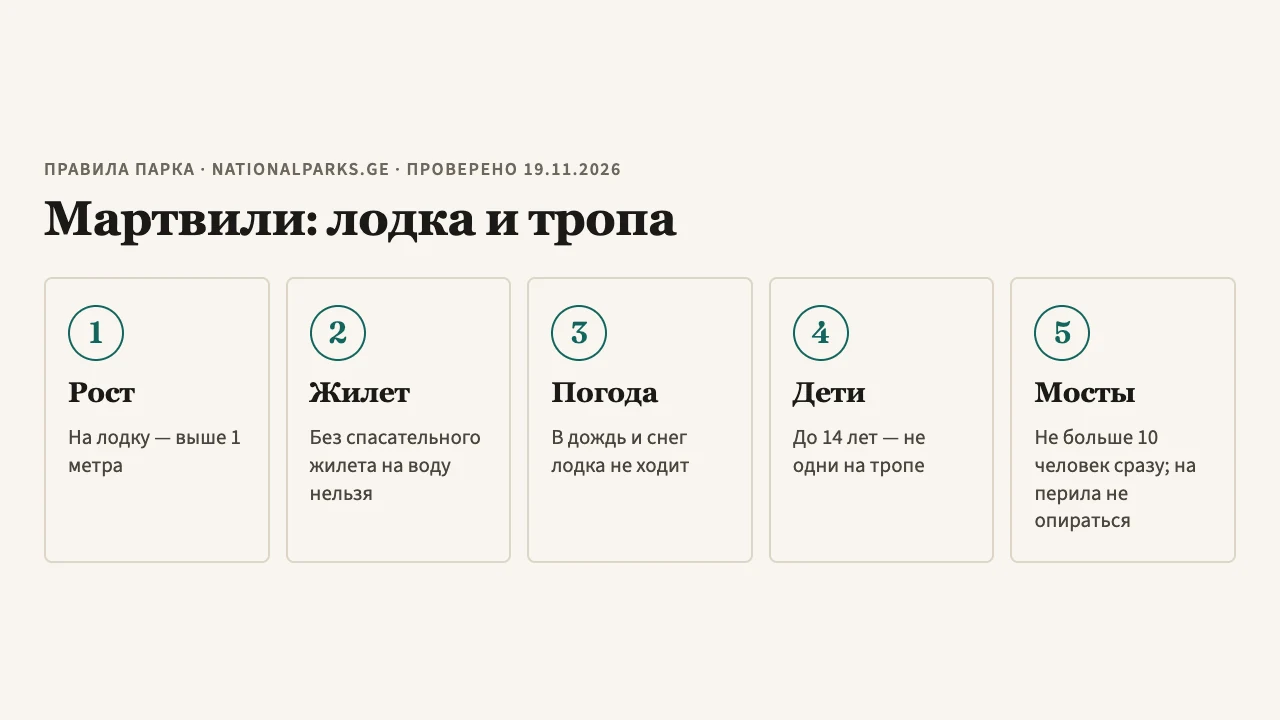 ПРАВИЛА ПАРКА · NATIONALPARKS.GE · ПРОВЕРЕНО 19.11.2026
Мартвили: лодка и тропа
1
Рост
На лодку — выше 1
метра
2
Жилет
Без спасательного
жилета на воду
нельзя
3
Погода
В дождь и снег
лодка не ходит
4
Дети
До 14 лет — не
одни на тропе
5
Мосты
Не больше 10
человек сразу; на
перила не
опираться